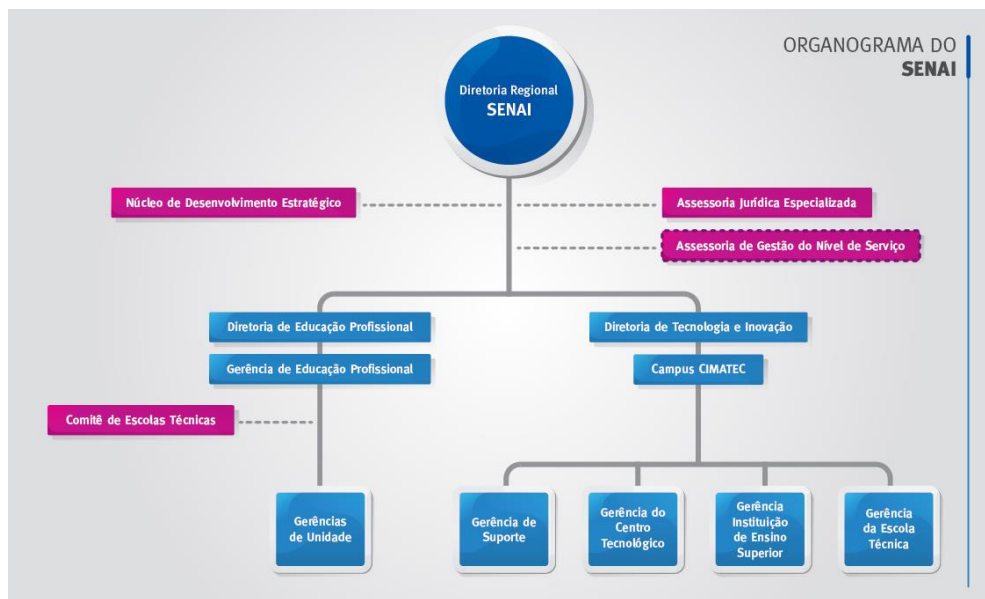 ORGANOGRAMA DO
SENAI
Diretoria Regional
SENAI
Núcleo de Desenvolvimento Estratégico
Assessoria Jurídica Especializada
Assessoria de Gestão do Nível de Serviço
Diretoria de Educação Profissional
Diretoria de Tecnologia e Inovação
Gerência de Educação Profissional
Campus CIMATEC
Comitê de Escolas Técnicas
Gerências
de Unidade
Gerência de
Suporte
Gerência do
Centro
Tecnológico
Gerência
Instituição
de Ensino
Superior
Gerência
da Escola
Técnica